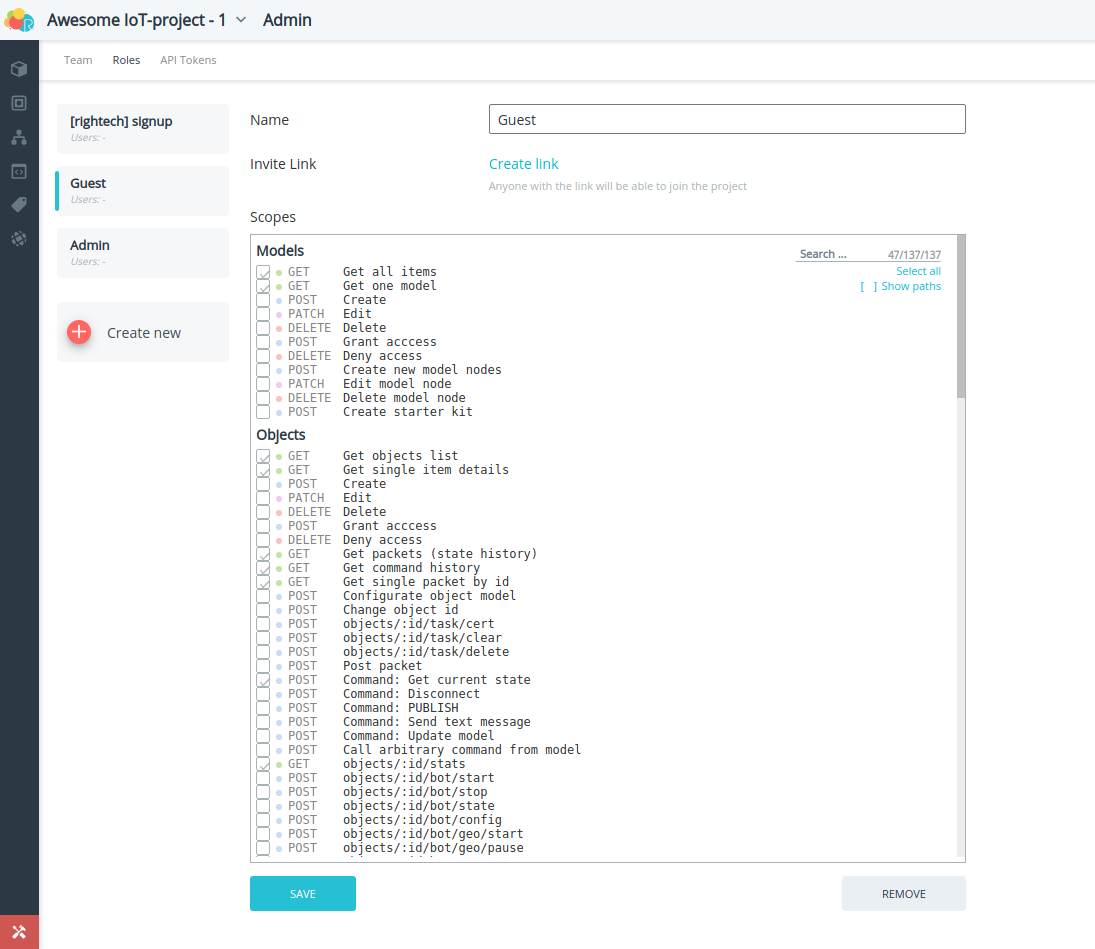 Awesome IoT-project - 1 Admin
Team Roles API Tokens
[rightech] signup
Users: -
Guest
Users: -
Admin
Users: -
Create new
Name Guest
Invite Link Create link
Anyone with the link will be able to join the project
Scopes
Search ... 47/137/137
Select all
[ ] Show paths
Models
GET Get all items
GET Get one model
POST Create
PATCH Edit
DELETE Delete
POST Grant acccess
DELETE Deny access
POST Create new model nodes
PATCH Edit model node
DELETE Delete model node
POST Create starter kit
Objects
GET Get objects list
GET Get single item details
POST Create
PATCH Edit
DELETE Delete
POST Grant acccess
DELETE Deny access
GET Get packets (state history)
GET Get command history
GET Get single packet by id
POST Configurate object model
POST Change object id
POST objects/:id/task/cert
POST objects/:id/task/clear
POST objects/:id/task/delete
POST Post packet
POST Command: Get current state
POST Command: Disconnect
POST Command: PUBLISH
POST Command: Send text message
POST Command: Update model
POST Call arbitrary command from model
GET objects/:id/stats
POST objects/:id/bot/start
POST objects/:id/bot/stop
POST objects/:id/bot/state
POST objects/:id/bot/config
POST objects/:id/bot/geo/start
POST objects/:id/bot/geo/pause
SAVE REMOVE